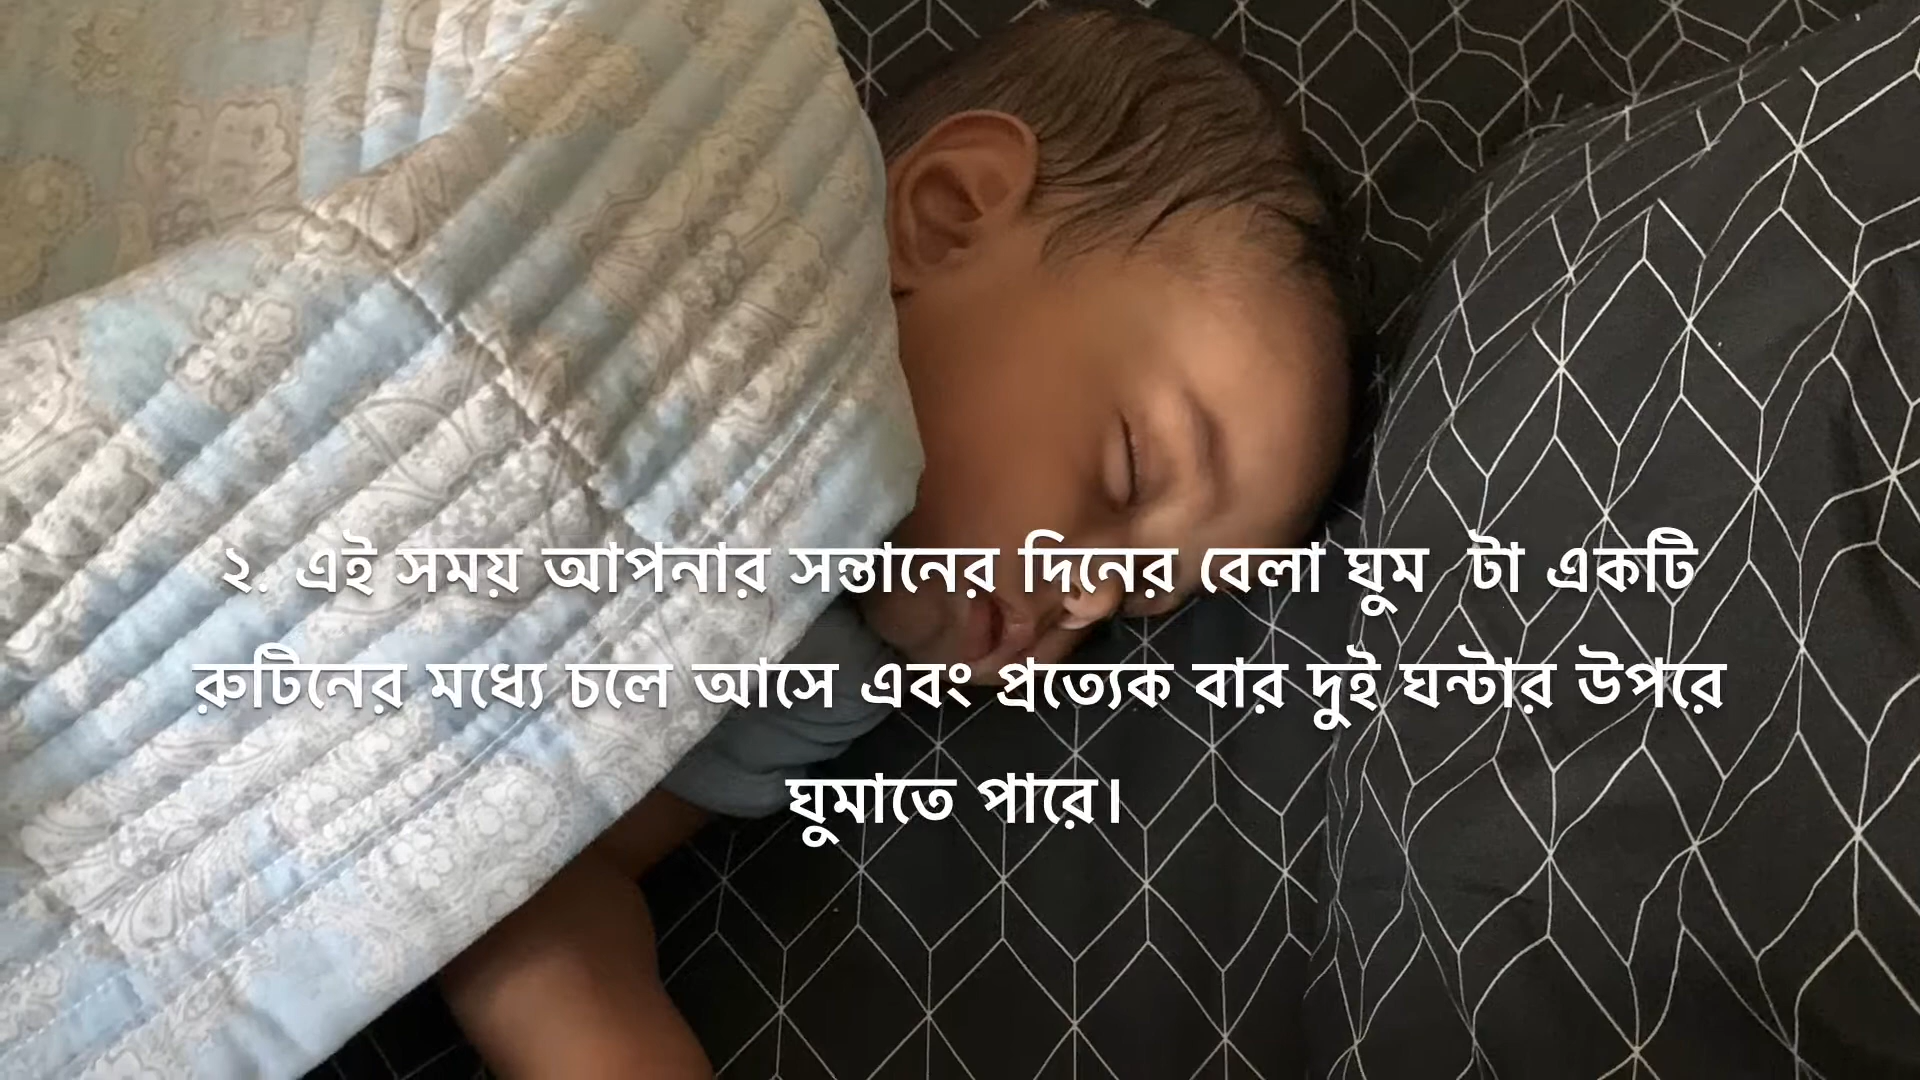 ২. এই সময় আপনার সন্তানের দিনের বেলা ঘুম  টা একটি
রুটিনের মধ্যে চলে আসে এবং প্রত্যেক বার দুই ঘন্টার উপরে
ঘুমাতে পারে।